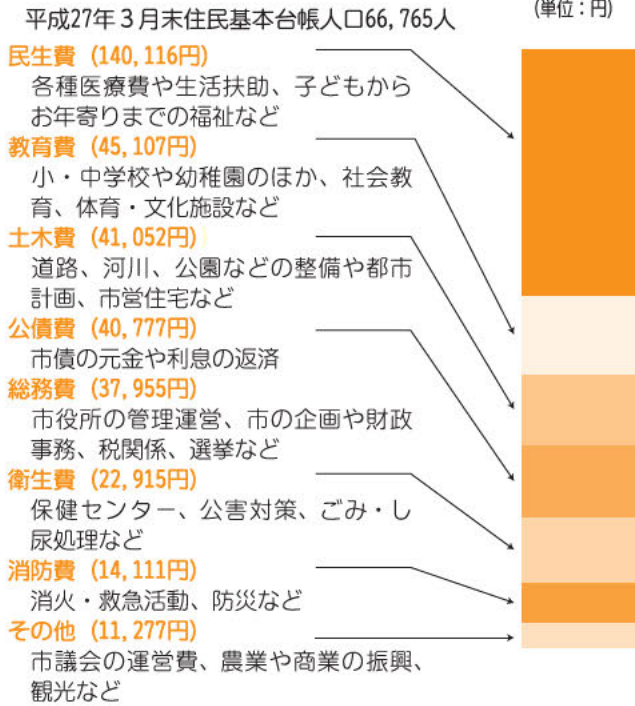 平成27年3月末住民基本台帳人口66,765人
(単位：円)
民生費 (140,116円)
各種医療費や生活扶助、子どもから
お年寄りまでの福祉など
教育費 (45,107円)
小・中学校や幼稚園のほか、社会教
育、体育・文化施設など
土木費 (41,052円)
道路、河川、公園などの整備や都市
計画、市営住宅など
公債費 (40,777円)
市債の元金や利息の返済
総務費 (37,955円)
市役所の管理運営、市の企画や財政
事務、税関係、選挙など
衛生費 (22,915円)
保健センター、公害対策、ごみ・し
尿処理など
消防費 (14,111円)
消火・救急活動、防災など
その他 (11,277円)
市議会の運営費、農業や商業の振興、
観光など